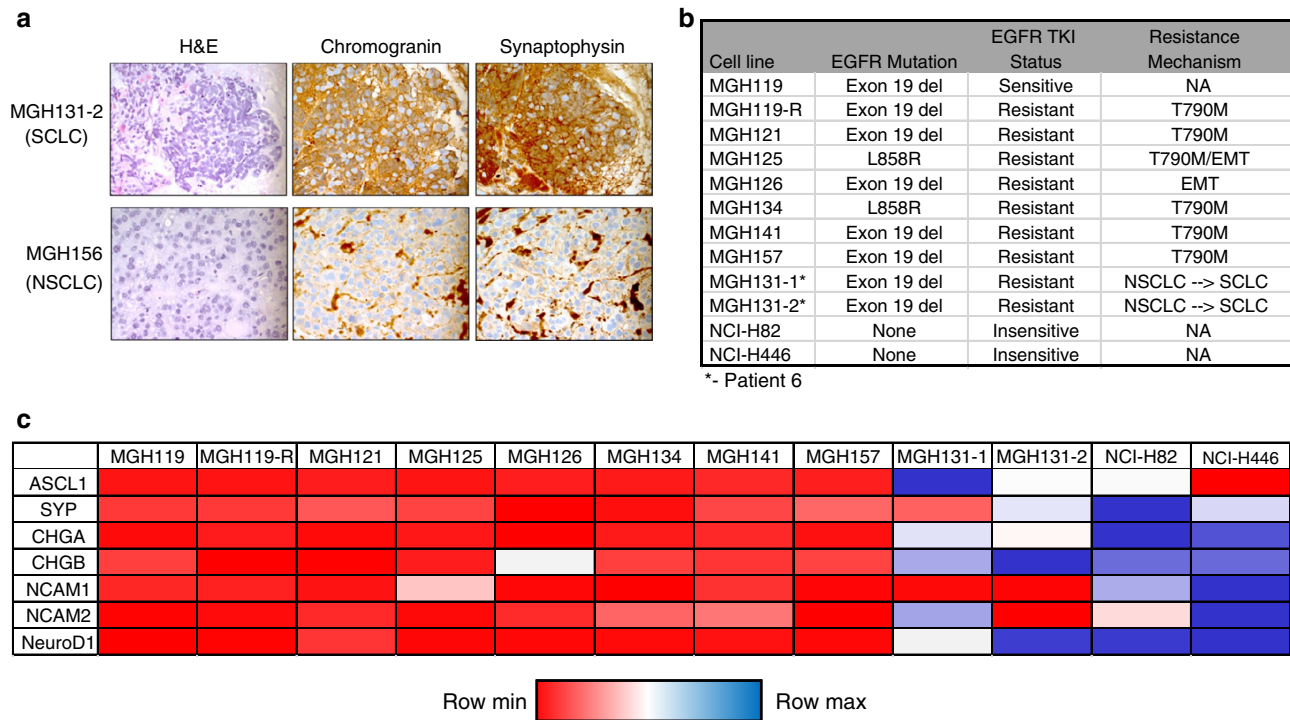 a
H&E Chromogranin Synaptophysin
MGH131-2
(SCLC)
MGH156
(NSCLC)
b
Cell line EGFR Mutation EGFR TKI Status Resistance Mechanism
MGH119 Exon 19 del Sensitive NA
MGH119-R Exon 19 del Resistant T790M
MGH121 Exon 19 del Resistant T790M
MGH125 L858R Resistant T790M/EMT
MGH126 Exon 19 del Resistant EMT
MGH134 L858R Resistant T790M
MGH141 Exon 19 del Resistant T790M
MGH157 Exon 19 del Resistant T790M
MGH131-1* Exon 19 del Resistant NSCLC --> SCLC
MGH131-2* Exon 19 del Resistant NSCLC --> SCLC
NCI-H82 None Insensitive NA
NCI-H446 None Insensitive NA
*- Patient 6
c
MGH119 MGH119-R MGH121 MGH125 MGH126 MGH134 MGH141 MGH157 MGH131-1 MGH131-2 NCI-H82 NCI-H446
ASCL1
SYP
CHGA
CHGB
NCAM1
NCAM2
NeuroD1
Row min Row max